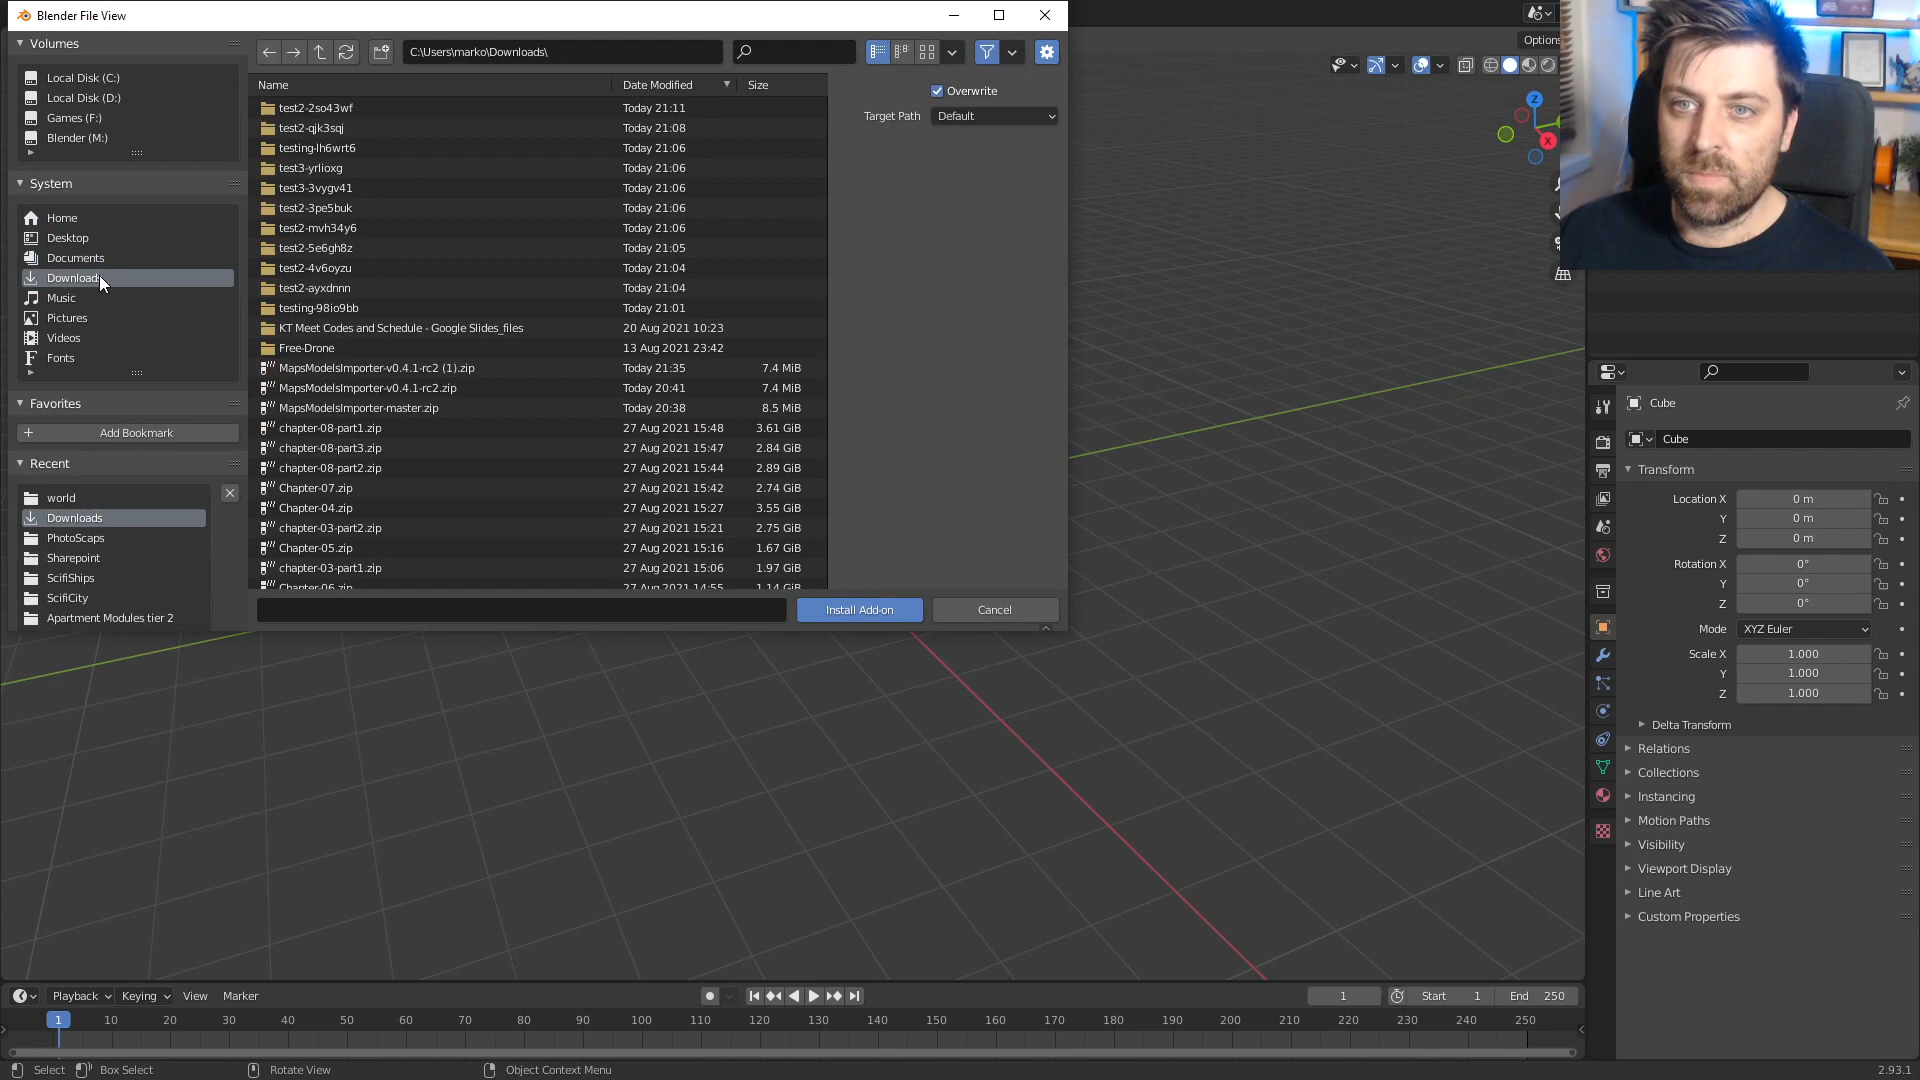 Blender File View
Volumes
Local Disk (C:)
Local Disk (D:)
Games (F:)
Blender (M:)
System
Home
Desktop
Documents
Downloads
Music
Pictures
Videos
Fonts
Favorites
Add Bookmark
Recent
world
Downloads
PhotoScaps
Sharepoint
ScifiShips
ScifiCity
Apartment Modules tier 2
C:\Users\marko\Downloads\
Name Date Modified Size
test2-2so43wf Today 21:11
test2-qjk3sqj Today 21:08
testing-lh6wrt6 Today 21:06
test3-yrlioxg Today 21:06
test3-3vygv41 Today 21:06
test2-3pe5buk Today 21:06
test2-mvh34y6 Today 21:06
test2-5e6gh8z Today 21:05
test2-4v6oyzu Today 21:04
test2-ayxdnnn Today 21:04
testing-98io9bb Today 21:01
KT Meet Codes and Schedule - Google Slides_files 20 Aug 2021 10:23
Free-Drone 13 Aug 2021 23:42
MapsModelsImporter-v0.4.1-rc2 (1).zip Today 21:35 7.4 MiB
MapsModelsImporter-v0.4.1-rc2.zip Today 20:41 7.4 MiB
MapsModelsImporter-master.zip Today 20:38 8.5 MiB
chapter-08-part1.zip 27 Aug 2021 15:48 3.61 GiB
chapter-08-part3.zip 27 Aug 2021 15:47 2.84 GiB
chapter-08-part2.zip 27 Aug 2021 15:44 2.89 GiB
Chapter-07.zip 27 Aug 2021 15:42 2.74 GiB
Chapter-04.zip 27 Aug 2021 15:27 3.55 GiB
chapter-03-part2.zip 27 Aug 2021 15:21 2.75 GiB
Chapter-05.zip 27 Aug 2021 15:16 1.67 GiB
chapter-03-part1.zip 27 Aug 2021 15:06 1.97 GiB
Chapter-06.zip 27 Aug 2021 14:55 1.14 GiB
Overwrite
Target Path Default
Install Add-on Cancel
Options
Z
X
Cube
Cube
Transform
Location X 0 m
Y 0 m
Z 0 m
Rotation X 0°
Y 0°
Z 0°
Mode XYZ Euler
Scale X 1.000
Y 1.000
Z 1.000
Delta Transform
Relations
Collections
Instancing
Motion Paths
Visibility
Viewport Display
Line Art
Custom Properties
Playback Keying View Marker 1 Start 1 End 250
1 10 20 30 40 50 60 70 80 90 100 110 120 130 140 150 160 170 180 190 200 210 220 230 240 250
Select Box Select Rotate View Object Context Menu 2.93.1